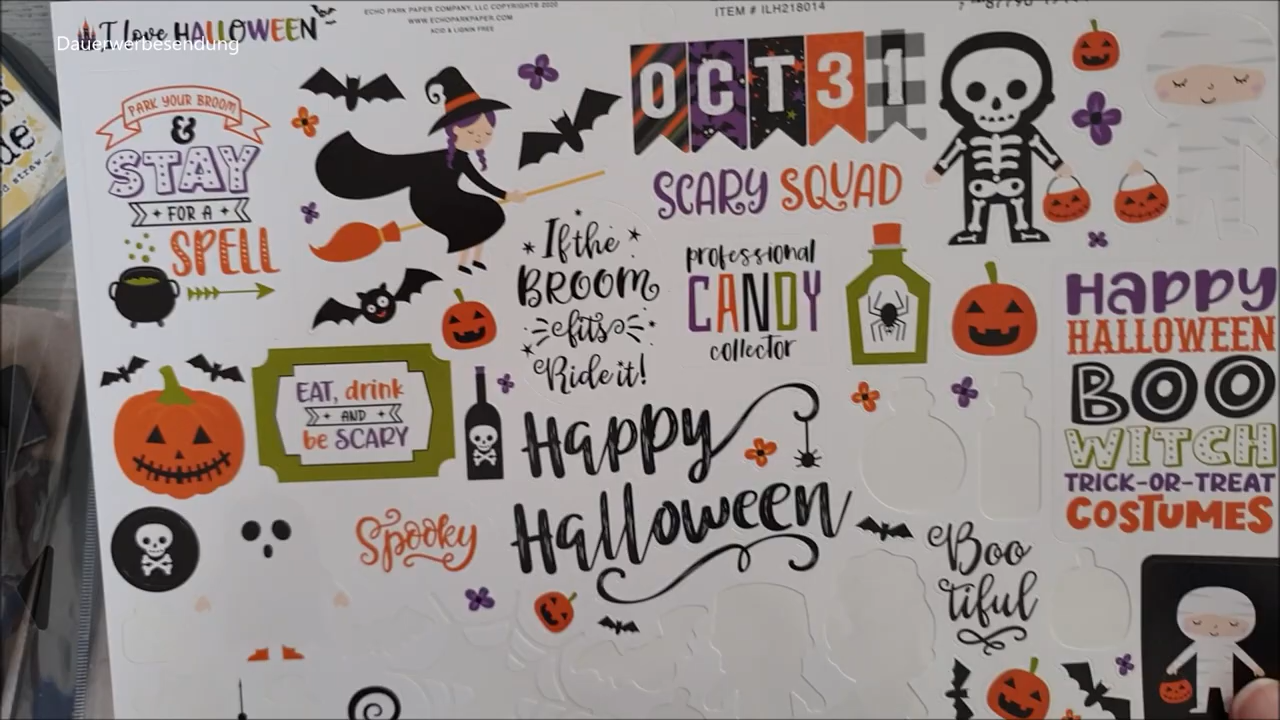 I love HALLOWEEN
ECHO PARK PAPER COMPANY, LLC COPYRIGHT© 2020
WWW.ECHOPARKPAPER.COM
ACID & LIGNIN FREE
ITEM # ILH218014
Dauerwerbesendung
PARK YOUR BROOM
&
STAY
FOR A
SPELL
OCT31
SCARY SQUAD
If the
BROOM
fits
Ride it!
professional
CANDY
collector
Happy
HALLOWEEN
BOO
WITCH
TRICK-OR-TREAT
COSTUMES
EAT, drink
AND
be SCARY
Happy
Halloween
Spooky
Boo
tiful